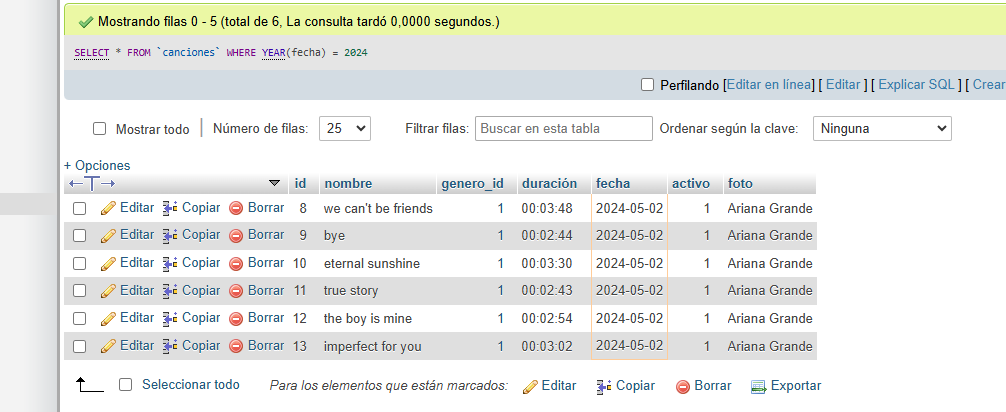 Mostrando filas 0 - 5 (total de 6, La consulta tardó 0,0000 segundos.)
SELECT * FROM `canciones` WHERE YEAR(fecha) = 2024
Perfilando [Editar en línea] [ Editar ] [ Explicar SQL ] [ Crear
Mostrar todo | Número de filas: 25 Filtrar filas: Buscar en esta tabla Ordenar según la clave: Ninguna
+ Opciones
←T→ id nombre genero_id duración fecha activo foto
Editar Copiar Borrar 8 we can't be friends 1 00:03:48 2024-05-02 1 Ariana Grande
Editar Copiar Borrar 9 bye 1 00:02:44 2024-05-02 1 Ariana Grande
Editar Copiar Borrar 10 eternal sunshine 1 00:03:30 2024-05-02 1 Ariana Grande
Editar Copiar Borrar 11 true story 1 00:02:43 2024-05-02 1 Ariana Grande
Editar Copiar Borrar 12 the boy is mine 1 00:02:54 2024-05-02 1 Ariana Grande
Editar Copiar Borrar 13 imperfect for you 1 00:03:02 2024-05-02 1 Ariana Grande
Seleccionar todo Para los elementos que están marcados: Editar Copiar Borrar Exportar